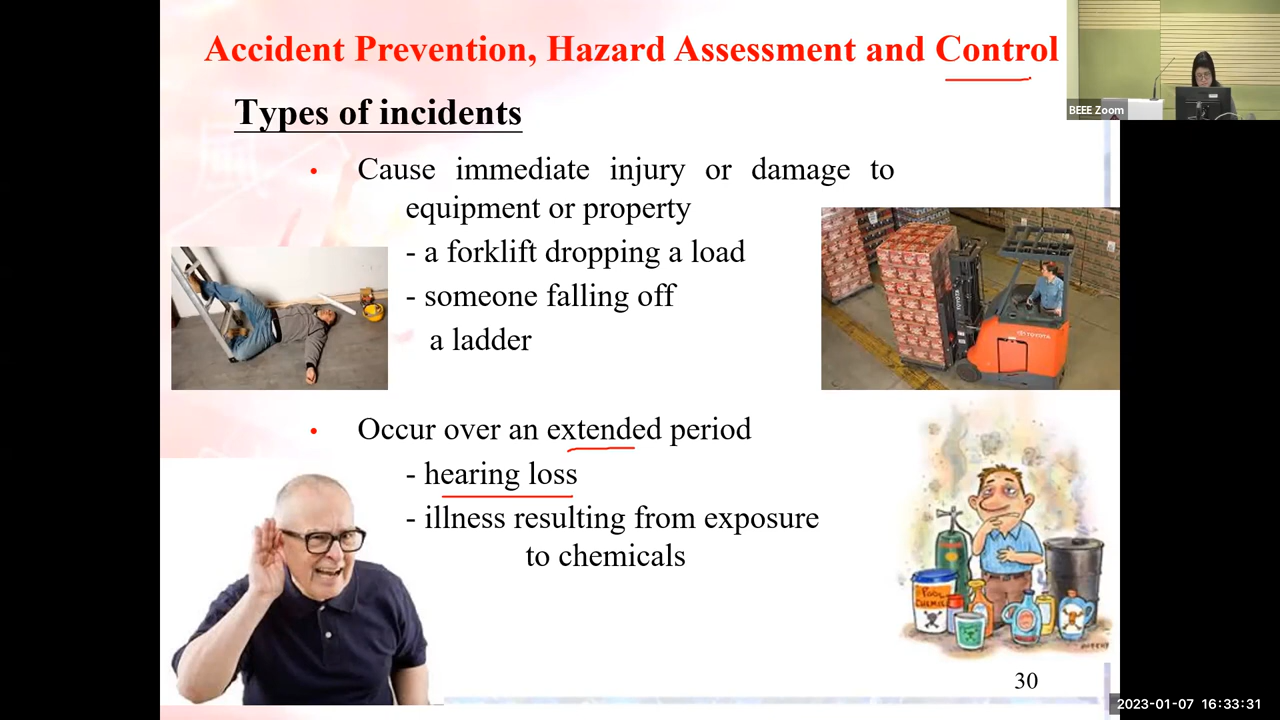 Accident Prevention, Hazard Assessment and Control
BEEE Zoom
Types of incidents
• Cause immediate injury or damage to
equipment or property
- a forklift dropping a load
- someone falling off
a ladder
TOYOTA
TOYOTA
• Occur over an extended period
- hearing loss
- illness resulting from exposure
to chemicals
30
2023-01-07 16:33:31